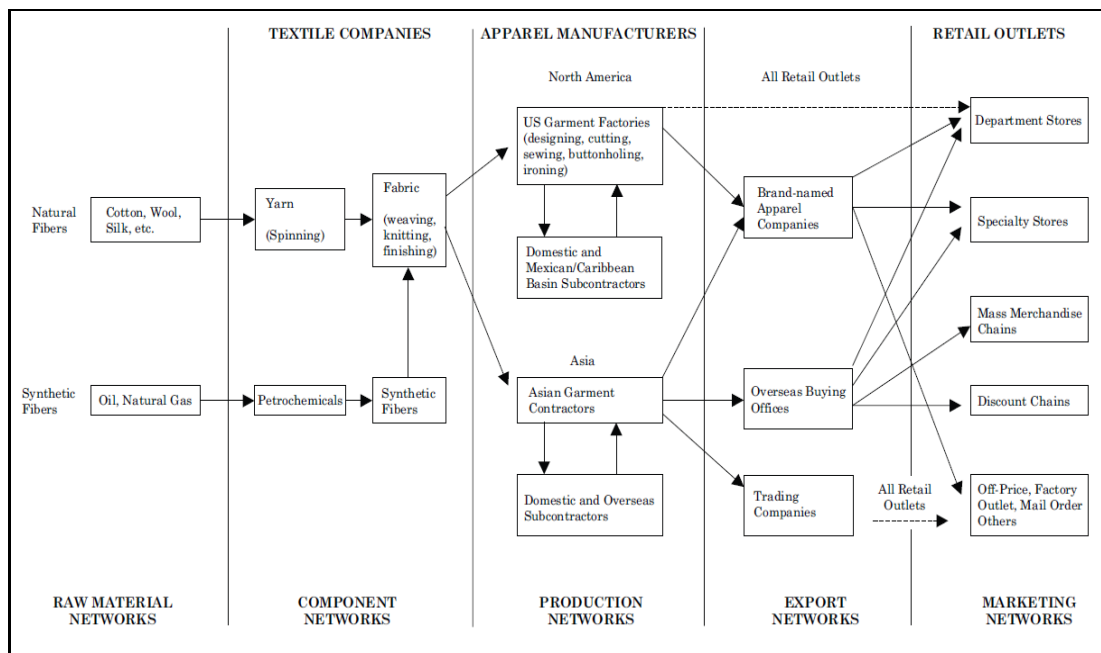 TEXTILE COMPANIES
APPAREL MANUFACTURERS
RETAIL OUTLETS
North America
All Retail Outlets
US Garment Factories
(designing, cutting,
sewing, buttonholing,
ironing)
Department Stores
Natural
Fibers
Cotton, Wool,
Silk, etc.
Yarn
(Spinning)
Fabric
(weaving,
knitting,
finishing)
Domestic and
Mexican/Caribbean
Basin Subcontractors
Brand-named
Apparel
Companies
Specialty Stores
Mass Merchandise
Chains
Asia
Synthetic
Fibers
Oil, Natural Gas
Petrochemicals
Synthetic
Fibers
Asian Garment
Contractors
Overseas Buying
Offices
Discount Chains
Domestic and Overseas
Subcontractors
Trading
Companies
All Retail
Outlets
Off-Price, Factory
Outlet, Mail Order
Others
RAW MATERIAL
NETWORKS
COMPONENT
NETWORKS
PRODUCTION
NETWORKS
EXPORT
NETWORKS
MARKETING
NETWORKS